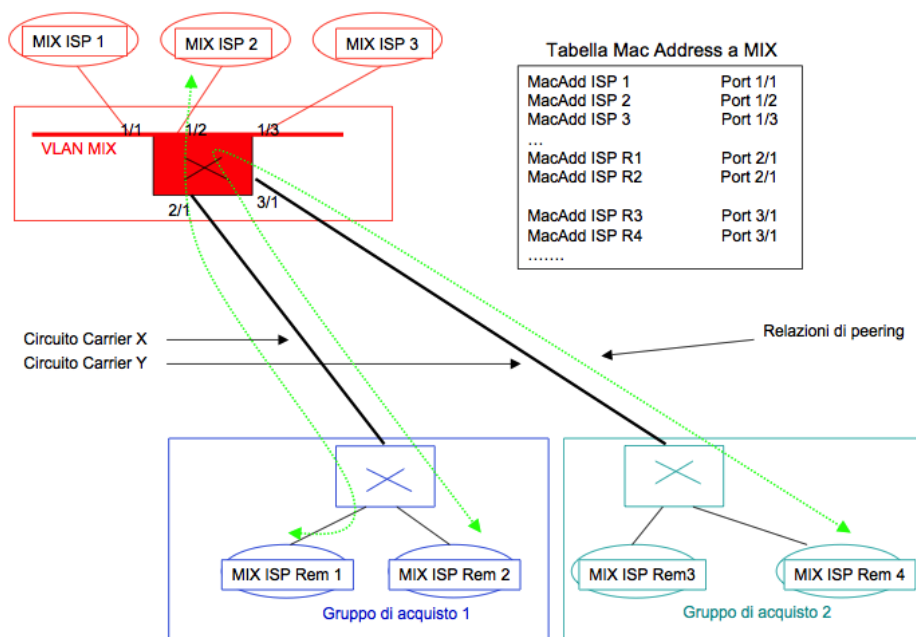 MIX ISP 1
MIX ISP 2
MIX ISP 3
Tabella Mac Address a MIX
MacAdd ISP 1 Port 1/1
MacAdd ISP 2 Port 1/2
MacAdd ISP 3 Port 1/3
...
MacAdd ISP R1 Port 2/1
MacAdd ISP R2 Port 2/1
MacAdd ISP R3 Port 3/1
MacAdd ISP R4 Port 3/1
.......
1/1 1/2 1/3
VLAN MIX
2/1
3/1
Circuito Carrier X
Circuito Carrier Y
Relazioni di peering
MIX ISP Rem 1
MIX ISP Rem 2
Gruppo di acquisto 1
MIX ISP Rem3
MIX ISP Rem 4
Gruppo di acquisto 2